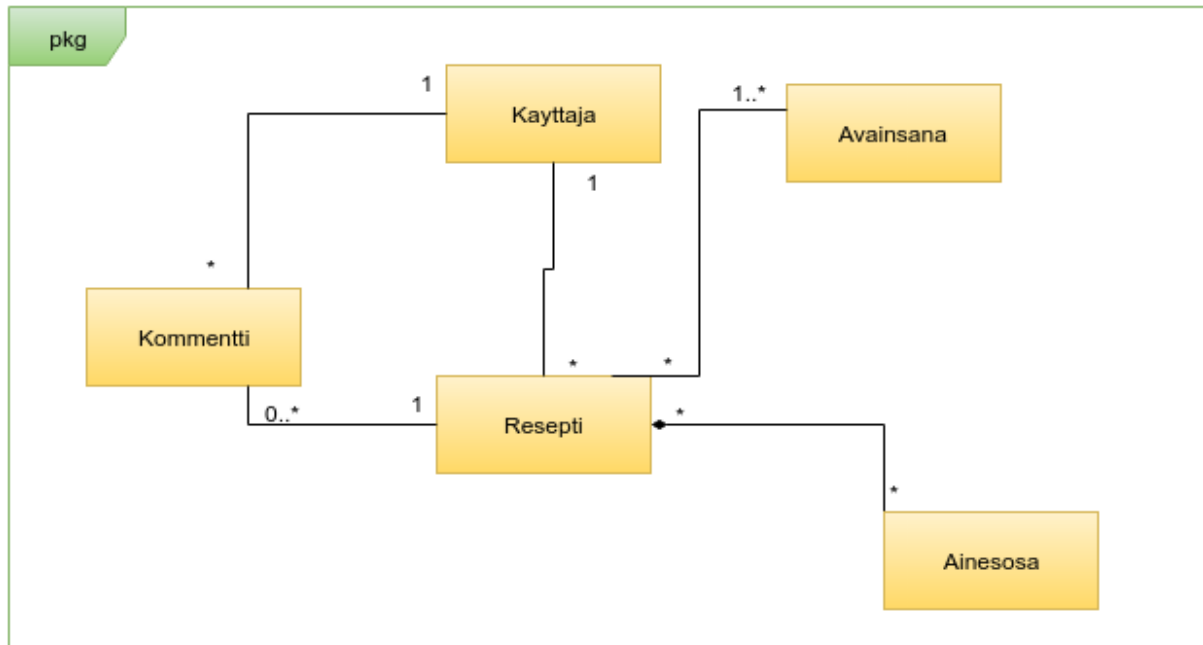 pkg
1
Kayttaja
1..*
Avainsana
1
*
Kommentti
*
*
0..*
1
Resepti
*
*
Ainesosa